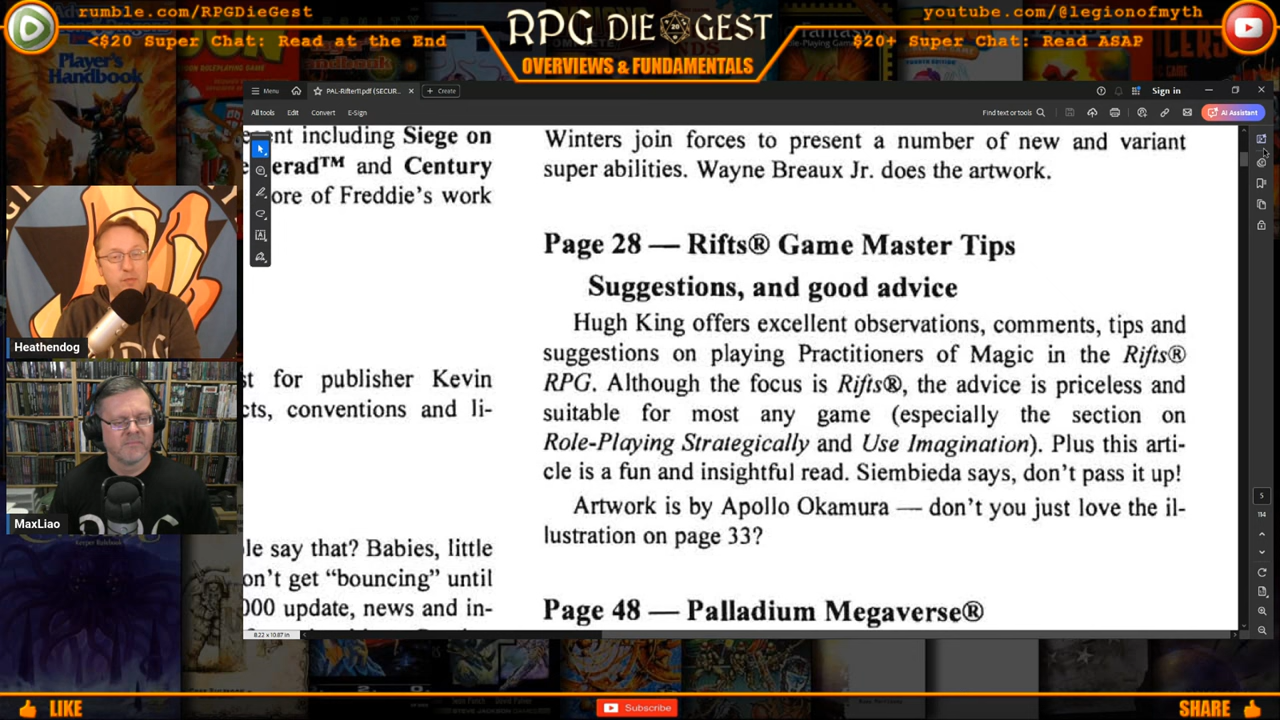 rumble.com/RPGDieGest
<$20 Super Chat: Read at the End
RPG DIE GEST
OVERVIEWS & FUNDAMENTALS
youtube.com/@legionofmyth
$20+ Super Chat: Read ASAP
Player's
Handbook
Menu
PAL-Rifter11.pdf (SECUR...
Create
Sign in
All tools
Edit
Convert
E-Sign
Find text or tools
AI Assistant
ent including Siege on
erad™ and Century
ore of Freddie's work
st for publisher Kevin
cts, conventions and li-
le say that? Babies, little
on't get "bouncing" until
000 update, news and in-
Winters join forces to present a number of new and variant
super abilities. Wayne Breaux Jr. does the artwork.
Page 28 — Rifts® Game Master Tips
Suggestions, and good advice
Hugh King offers excellent observations, comments, tips and
suggestions on playing Practitioners of Magic in the Rifts®
RPG. Although the focus is Rifts®, the advice is priceless and
suitable for most any game (especially the section on
Role-Playing Strategically and Use Imagination). Plus this arti-
cle is a fun and insightful read. Siembieda says, don't pass it up!
Artwork is by Apollo Okamura — don't you just love the il-
lustration on page 33?
Page 48 — Palladium Megaverse®
5
114
8.22 x 10.87 in
Heathendog
MaxLiao
LIKE
Subscribe
SHARE